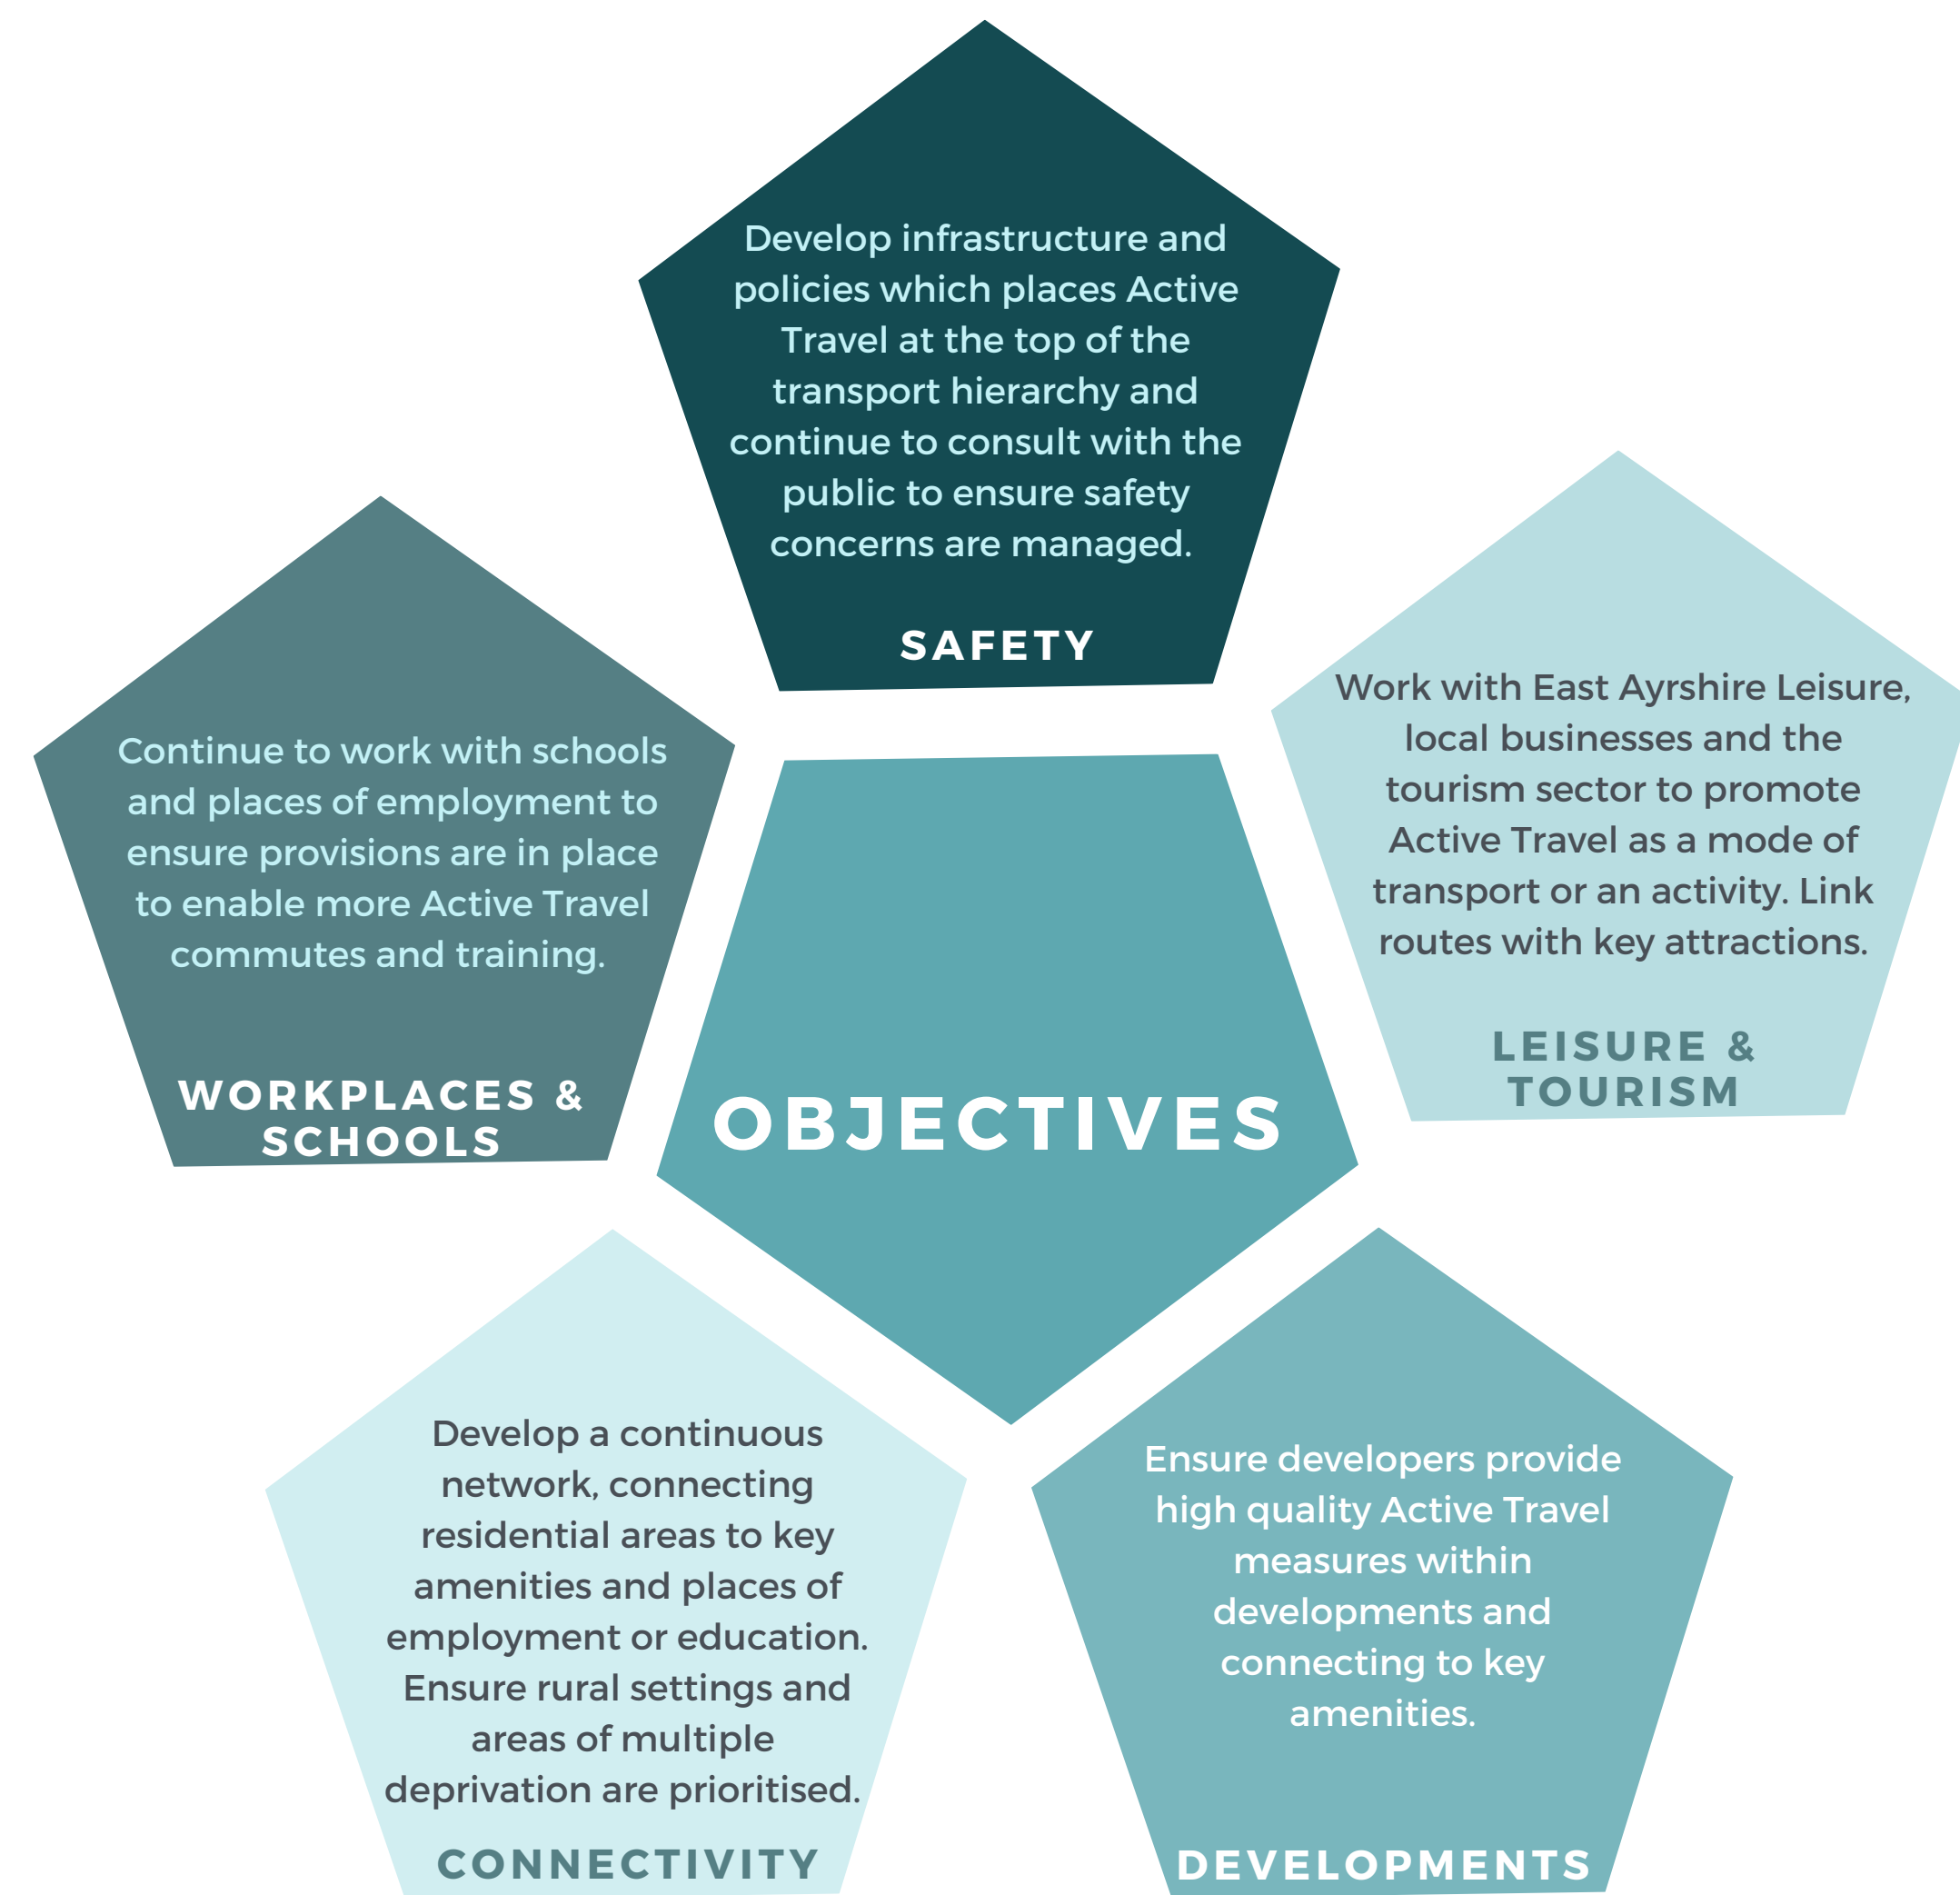 Develop infrastructure and
policies which places Active
Travel at the top of the
transport hierarchy and
continue to consult with the
public to ensure safety
concerns are managed.
SAFETY
Continue to work with schools
and places of employment to
ensure provisions are in place
to enable more Active Travel
commutes and training.
WORKPLACES &
SCHOOLS
Work with East Ayrshire Leisure,
local businesses and the
tourism sector to promote
Active Travel as a mode of
transport or an activity. Link
routes with key attractions.
LEISURE &
TOURISM
OBJECTIVES
Develop a continuous
network, connecting
residential areas to key
amenities and places of
employment or education.
Ensure rural settings and
areas of multiple
deprivation are prioritised.
CONNECTIVITY
Ensure developers provide
high quality Active Travel
measures within
developments and
connecting to key
amenities.
DEVELOPMENTS